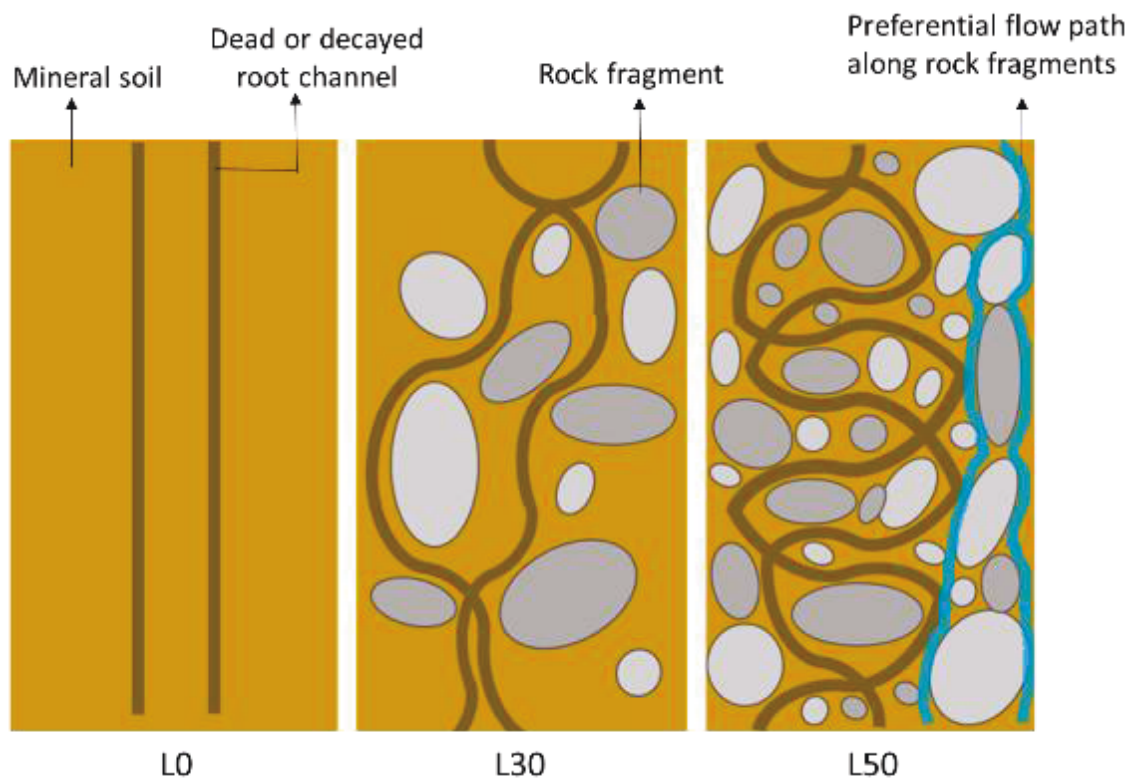 Mineral soil
Dead or decayed
root channel
Rock fragment
Preferential flow path
along rock fragments
L0
L30
L50